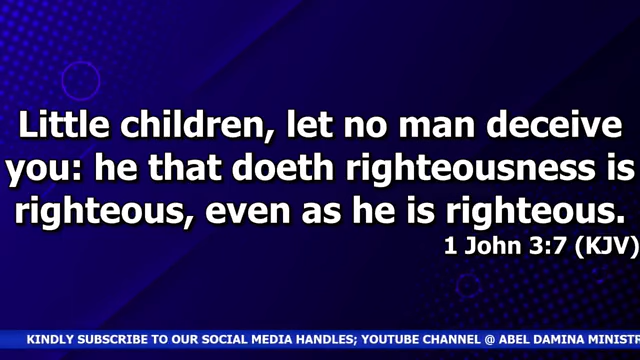 Little children, let no man deceive
you: he that doeth righteousness is
righteous, even as he is righteous.
1 John 3:7 (KJV)
KINDLY SUBSCRIBE TO OUR SOCIAL MEDIA HANDLES; YOUTUBE CHANNEL @ ABEL DAMINA MINISTR